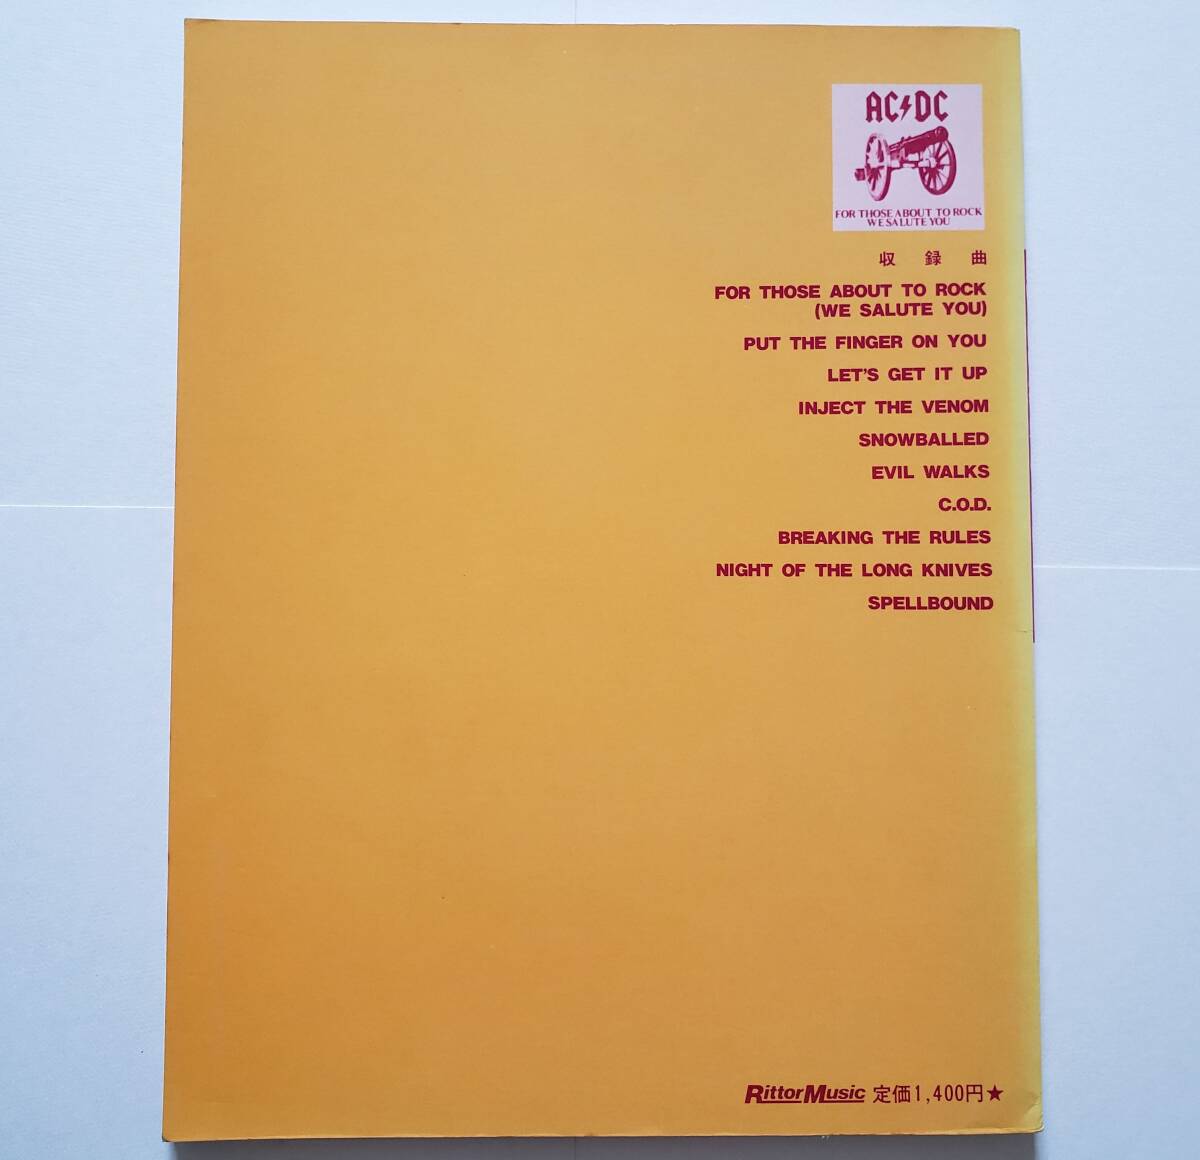 AC⚡DC
FOR THOSE ABOUT TO ROCK
WE SALUTE YOU
収録曲
FOR THOSE ABOUT TO ROCK
(WE SALUTE YOU)
PUT THE FINGER ON YOU
LET'S GET IT UP
INJECT THE VENOM
SNOWBALLED
EVIL WALKS
C.O.D.
BREAKING THE RULES
NIGHT OF THE LONG KNIVES
SPELLBOUND
RittorMusic 定価1,400円★